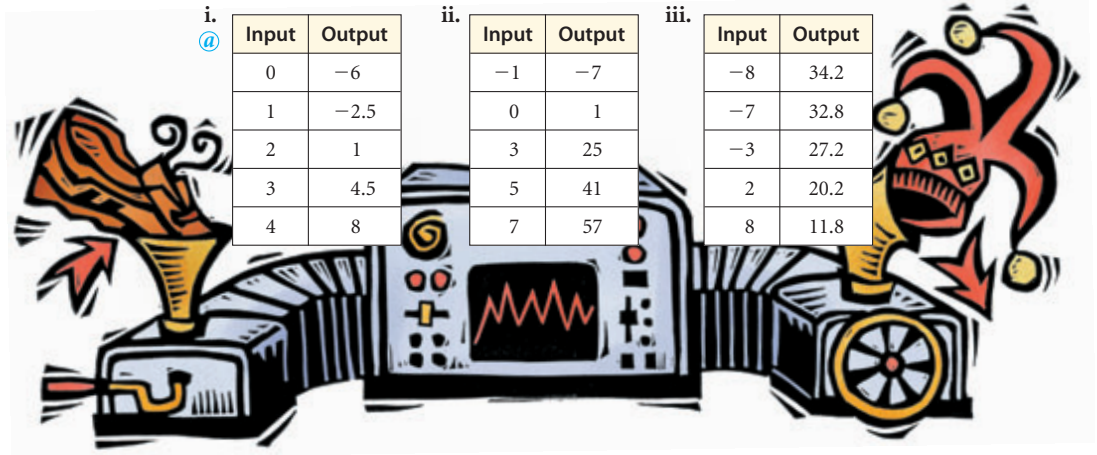 i. ii. iii.
a
Input Output Input Output Input Output
0 −6 −1 −7 −8 34.2
1 −2.5 0 1 −7 32.8
2 1 3 25 −3 27.2
3 4.5 5 41 2 20.2
4 8 7 57 8 11.8